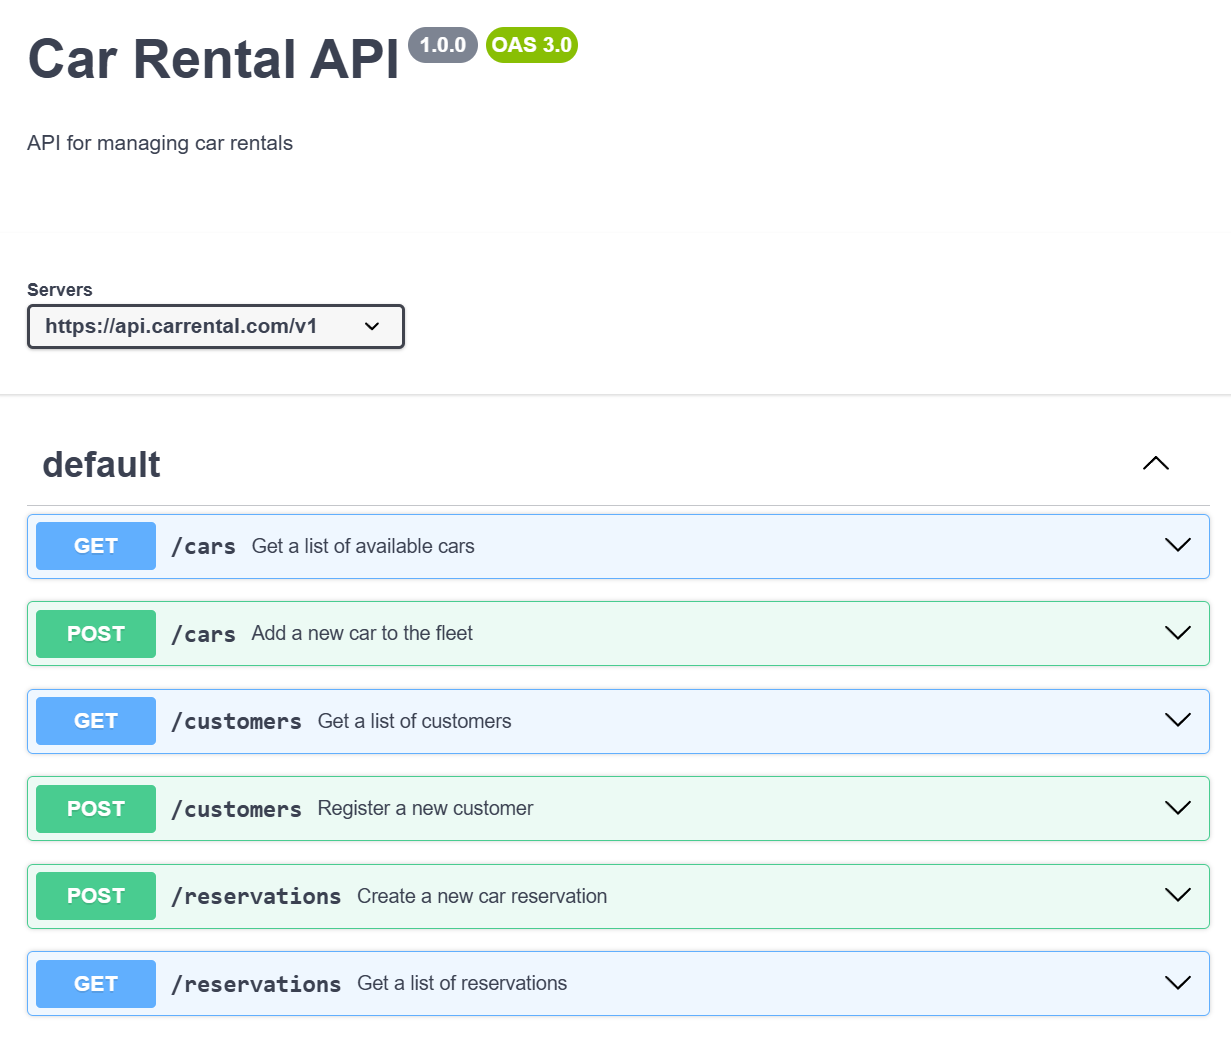 Car Rental API 1.0.0 OAS 3.0
API for managing car rentals
Servers
https://api.carrental.com/v1
default
GET /cars Get a list of available cars
POST /cars Add a new car to the fleet
GET /customers Get a list of customers
POST /customers Register a new customer
POST /reservations Create a new car reservation
GET /reservations Get a list of reservations